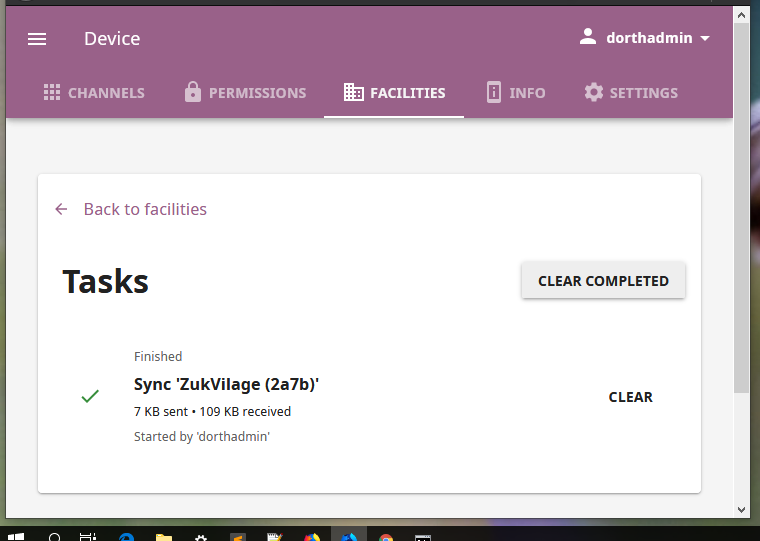 Device
dorthadmin
CHANNELS
PERMISSIONS
FACILITIES
INFO
SETTINGS
Back to facilities
Tasks
CLEAR COMPLETED
Finished
Sync 'ZukVilage (2a7b)'
7 KB sent • 109 KB received
Started by 'dorthadmin'
CLEAR